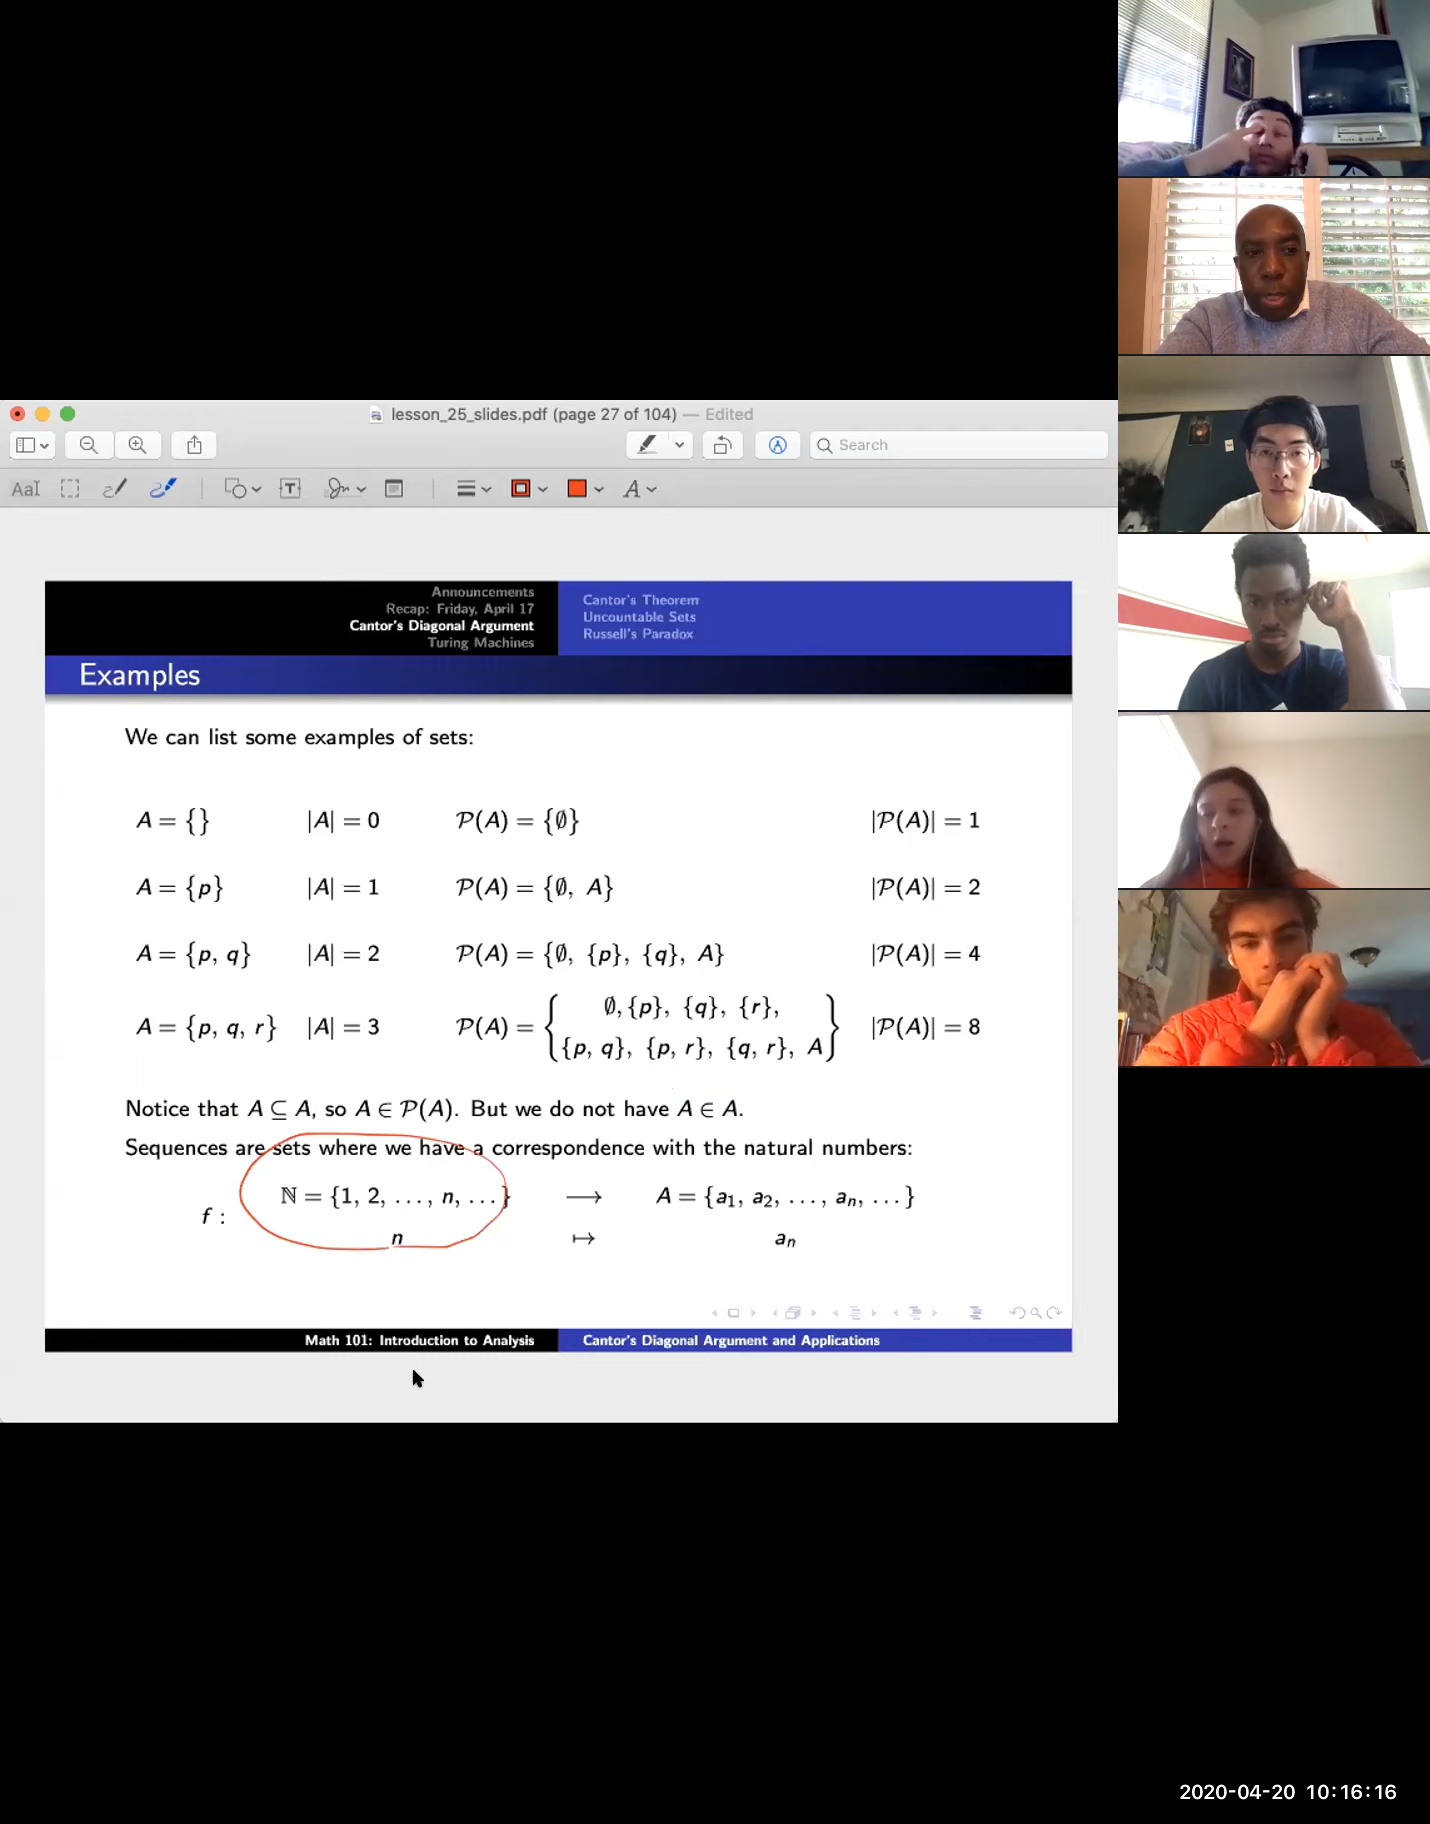 lesson_25_slides.pdf (page 27 of 104) — Edited
Search
AaI
T
A
Announcements
Recap: Friday, April 17
Cantor's Diagonal Argument
Turing Machines
Cantor's Theorem
Uncountable Sets
Russell's Paradox
Examples
We can list some examples of sets:
A = {} |A| = 0 𝒫(A) = {∅} |𝒫(A)| = 1
A = {p} |A| = 1 𝒫(A) = {∅, A} |𝒫(A)| = 2
A = {p, q} |A| = 2 𝒫(A) = {∅, {p}, {q}, A} |𝒫(A)| = 4
A = {p, q, r} |A| = 3 𝒫(A) = { ∅, {p}, {q}, {r},
{p, q}, {p, r}, {q, r}, A } |𝒫(A)| = 8
Notice that A ⊆ A, so A ∈ 𝒫(A). But we do not have A ∈ A.
Sequences are sets where we have a correspondence with the natural numbers:
f :
ℕ = {1, 2, ..., n, ...} ⟶ A = {a₁, a₂, ..., aₙ, ...}
n ↦ aₙ
Math 101: Introduction to Analysis
Cantor's Diagonal Argument and Applications
2020-04-20 10:16:16